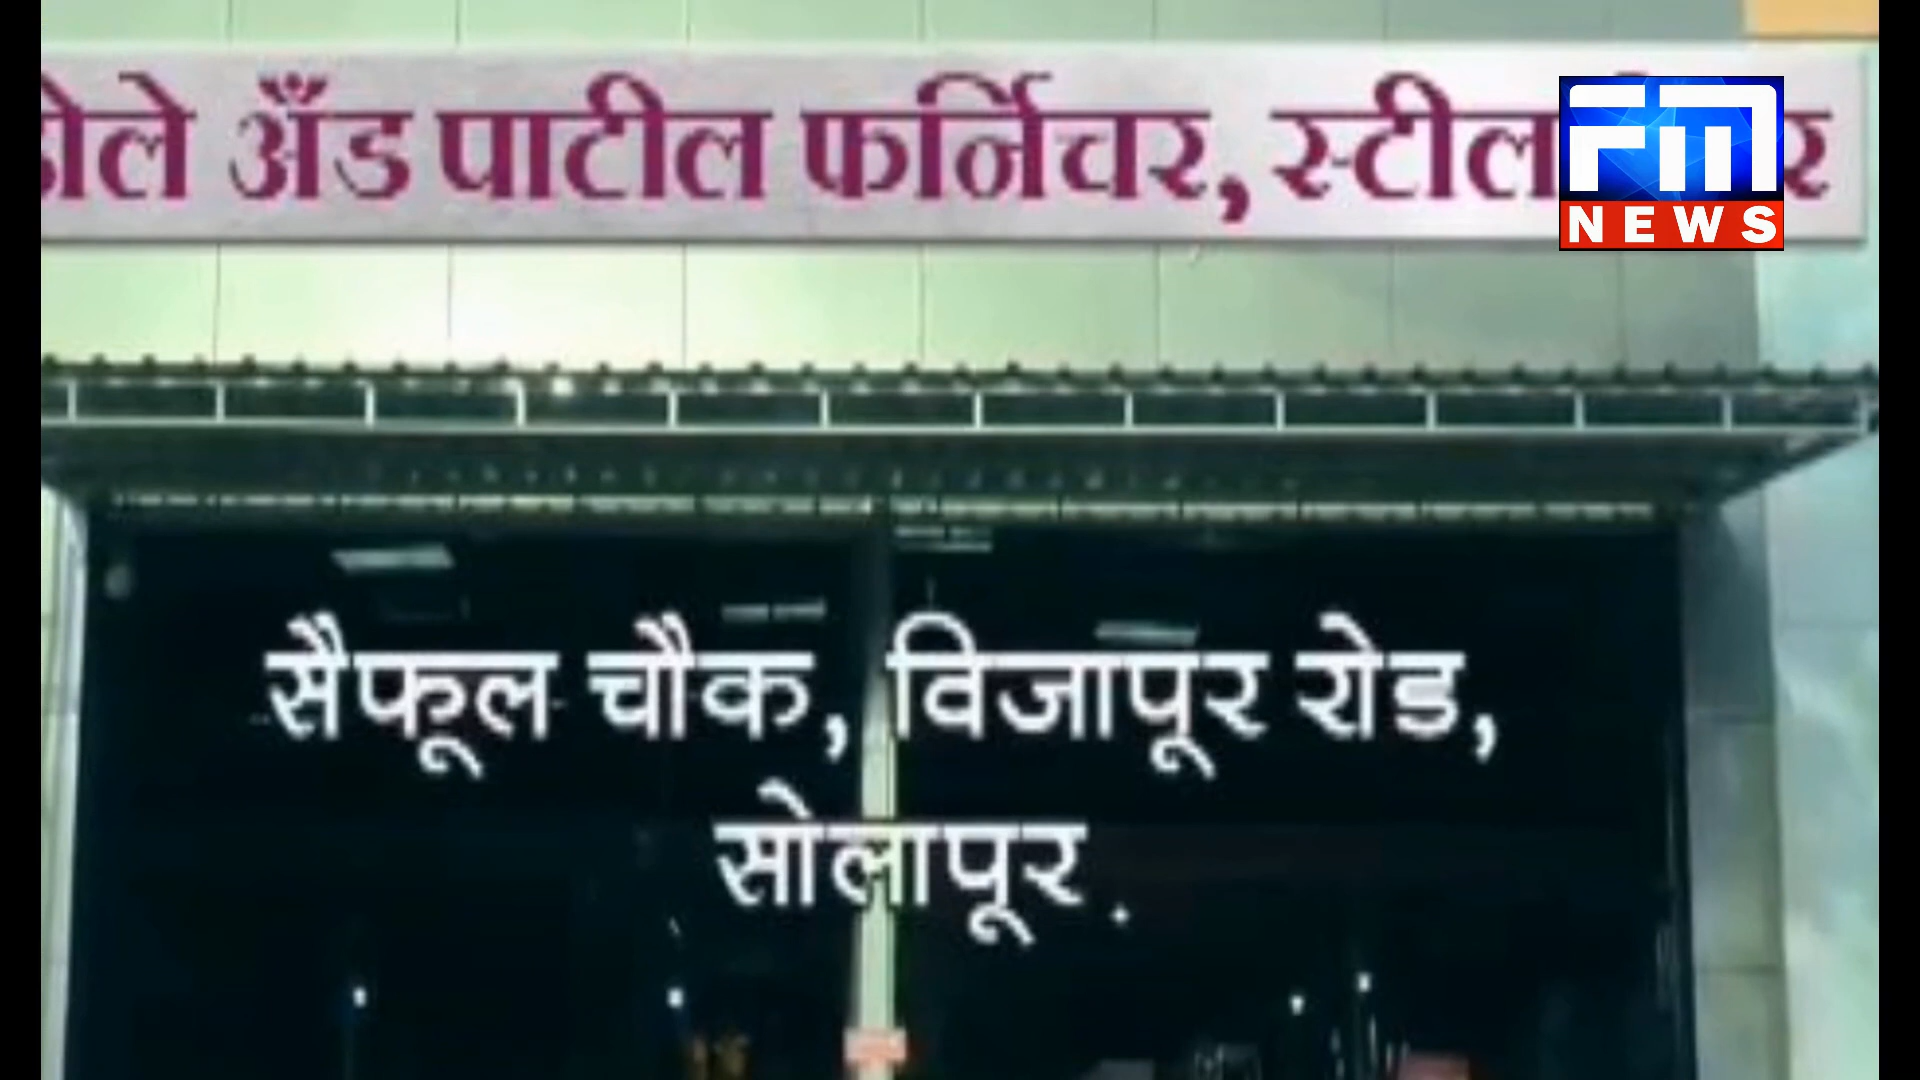 अँड पाटील फर्निचर, स्टील
FM
NEWS
सैफूल चौक, विजापूर रोड,
सोलापूर.